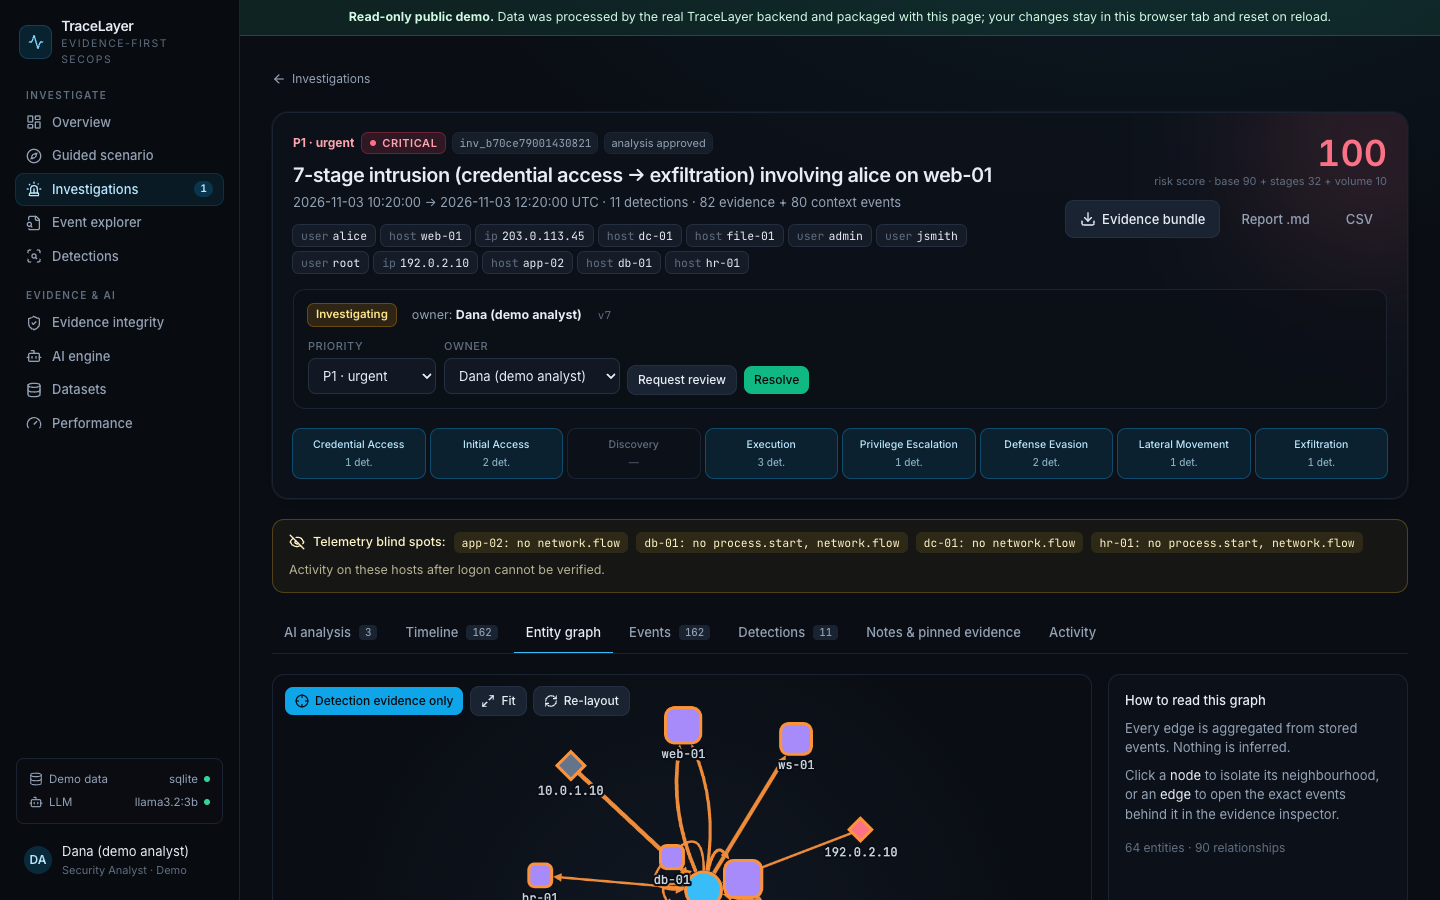 Read-only public demo. Data was processed by the real TraceLayer backend and packaged with this page; your changes stay in this browser tab and reset on reload.
TraceLayer
EVIDENCE-FIRST
SECOPS
INVESTIGATE
Overview
Guided scenario
Investigations 1
Event explorer
Detections
EVIDENCE & AI
Evidence integrity
AI engine
Datasets
Performance
Demo data sqlite
LLM llama3.2:3b
DA Dana (demo analyst)
Security Analyst · Demo
← Investigations
P1 · urgent CRITICAL inv_b70ce79001430821 analysis approved
7-stage intrusion (credential access → exfiltration) involving alice on web-01
2026-11-03 10:20:00 → 2026-11-03 12:20:00 UTC · 11 detections · 82 evidence + 80 context events
100
risk score · base 90 + stages 32 + volume 10
Evidence bundle Report .md CSV
user alice host web-01 ip 203.0.113.45 host dc-01 host file-01 user admin user jsmith
user root ip 192.0.2.10 host app-02 host db-01 host hr-01
Investigating owner: Dana (demo analyst) v7
PRIORITY OWNER
P1 · urgent Dana (demo analyst) Request review Resolve
Credential Access Initial Access Discovery Execution Privilege Escalation Defense Evasion Lateral Movement Exfiltration
1 det. 2 det. — 3 det. 1 det. 2 det. 1 det. 1 det.
Telemetry blind spots: app-02: no network.flow db-01: no process.start, network.flow dc-01: no network.flow hr-01: no process.start, network.flow
Activity on these hosts after logon cannot be verified.
AI analysis 3 Timeline 162 Entity graph Events 162 Detections 11 Notes & pinned evidence Activity
Detection evidence only Fit Re-layout
web-01
ws-01
10.0.1.10
192.0.2.10
db-01
hr-01
How to read this graph
Every edge is aggregated from stored
events. Nothing is inferred.
Click a node to isolate its neighbourhood,
or an edge to open the exact events
behind it in the evidence inspector.
64 entities · 90 relationships